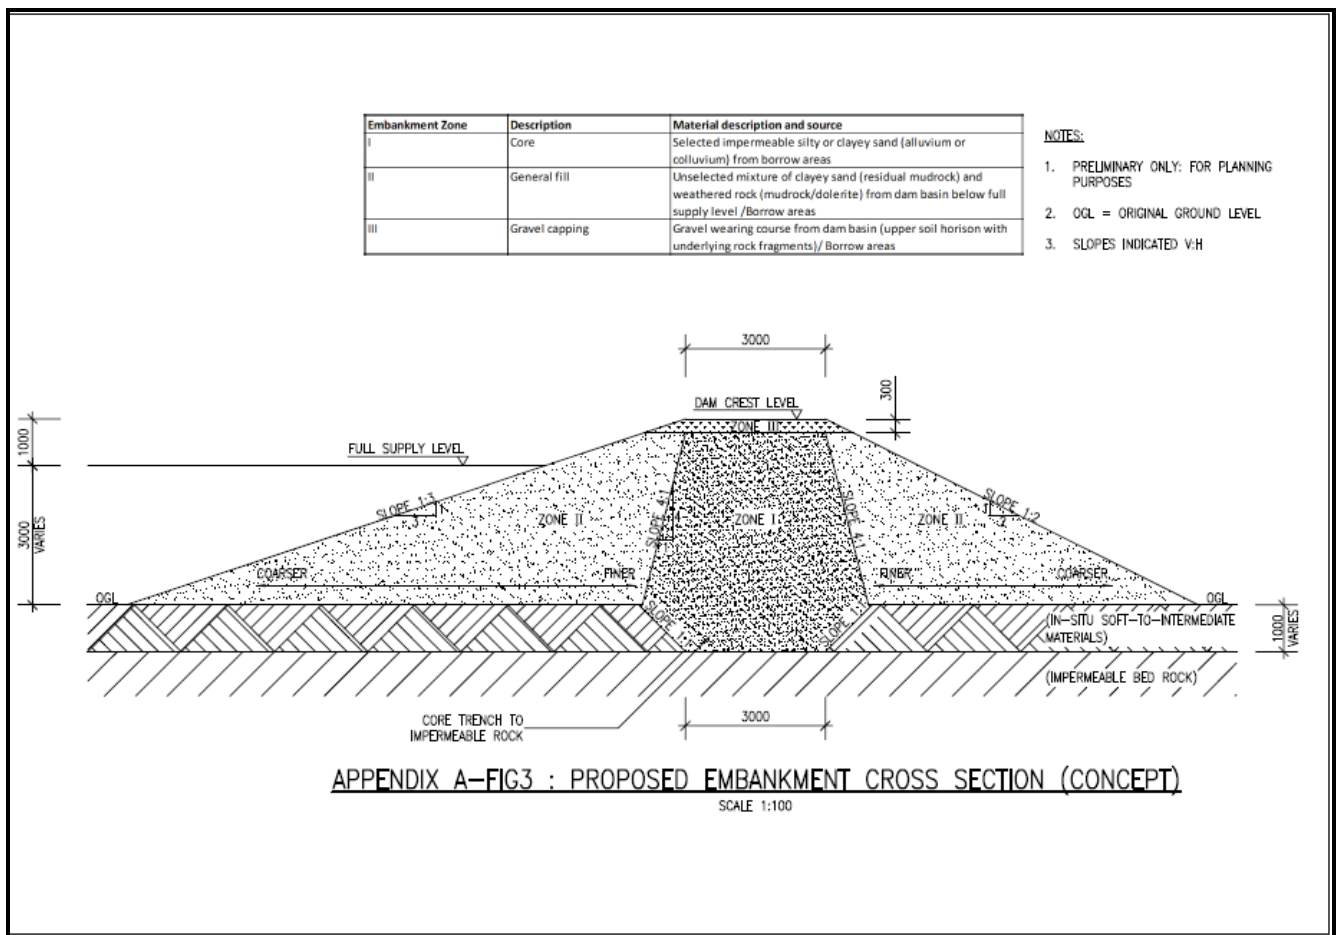 Embankment Zone Description Material description and source
I Core Selected impermeable silty or clayey sand (alluvium or
colluvium) from borrow areas
II General fill Unselected mixture of clayey sand (residual mudrock) and
weathered rock (mudrock/dolerite) from dam basin below full
supply level /Borrow areas
III Gravel capping Gravel wearing course from dam basin (upper soil horison with
underlying rock fragments)/ Borrow areas
NOTES:
1. PRELIMINARY ONLY: FOR PLANNING
PURPOSES
2. OGL = ORIGINAL GROUND LEVEL
3. SLOPES INDICATED V:H
3000
300
DAM CREST LEVEL
ZONE III
1000
FULL SUPPLY LEVEL
SLOPE 1:3
1
3
SLOPE 4:1
4
SLOPE 4:1
SLOPE 1:2
1
2
ZONE II
ZONE I
ZONE II
3000
VARIES
COARSER
FINER
FINER
COARSER
OGL
OGL
SLOPE 1:1
SLOPE 1:1
(IN-SITU SOFT-TO-INTERMEDIATE
MATERIALS)
1000
VARIES
(IMPERMEABLE BED ROCK)
CORE TRENCH TO
IMPERMEABLE ROCK
3000
APPENDIX A-FIG3 : PROPOSED EMBANKMENT CROSS SECTION (CONCEPT)
SCALE 1:100